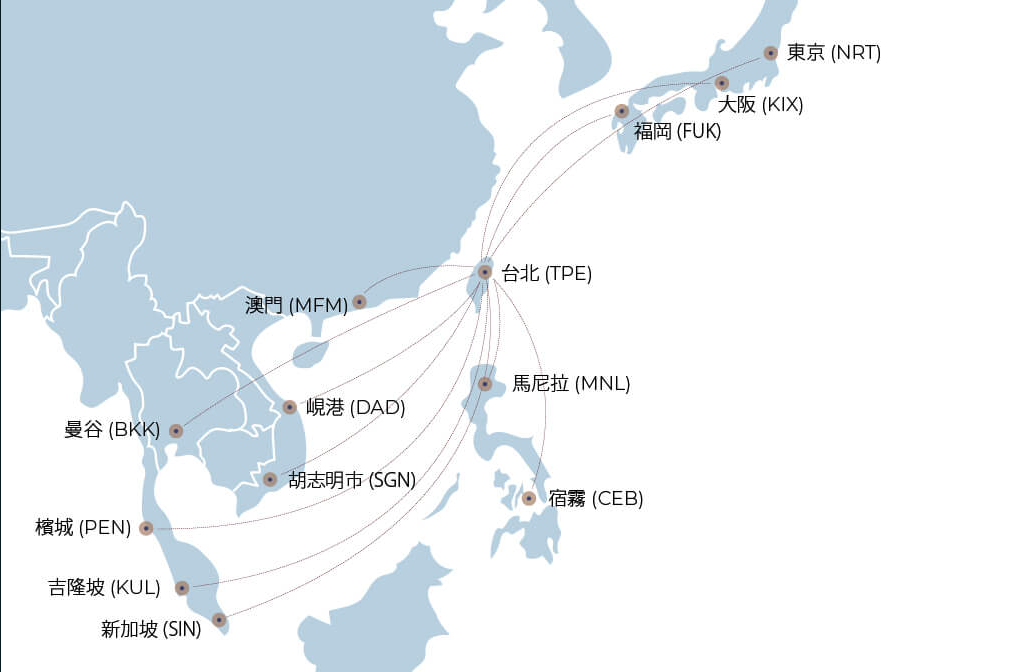 東京 (NRT)
大阪 (KIX)
福岡 (FUK)
台北 (TPE)
澳門 (MFM)
馬尼拉 (MNL)
峴港 (DAD)
曼谷 (BKK)
胡志明市 (SGN)
宿霧 (CEB)
檳城 (PEN)
吉隆坡 (KUL)
新加坡 (SIN)